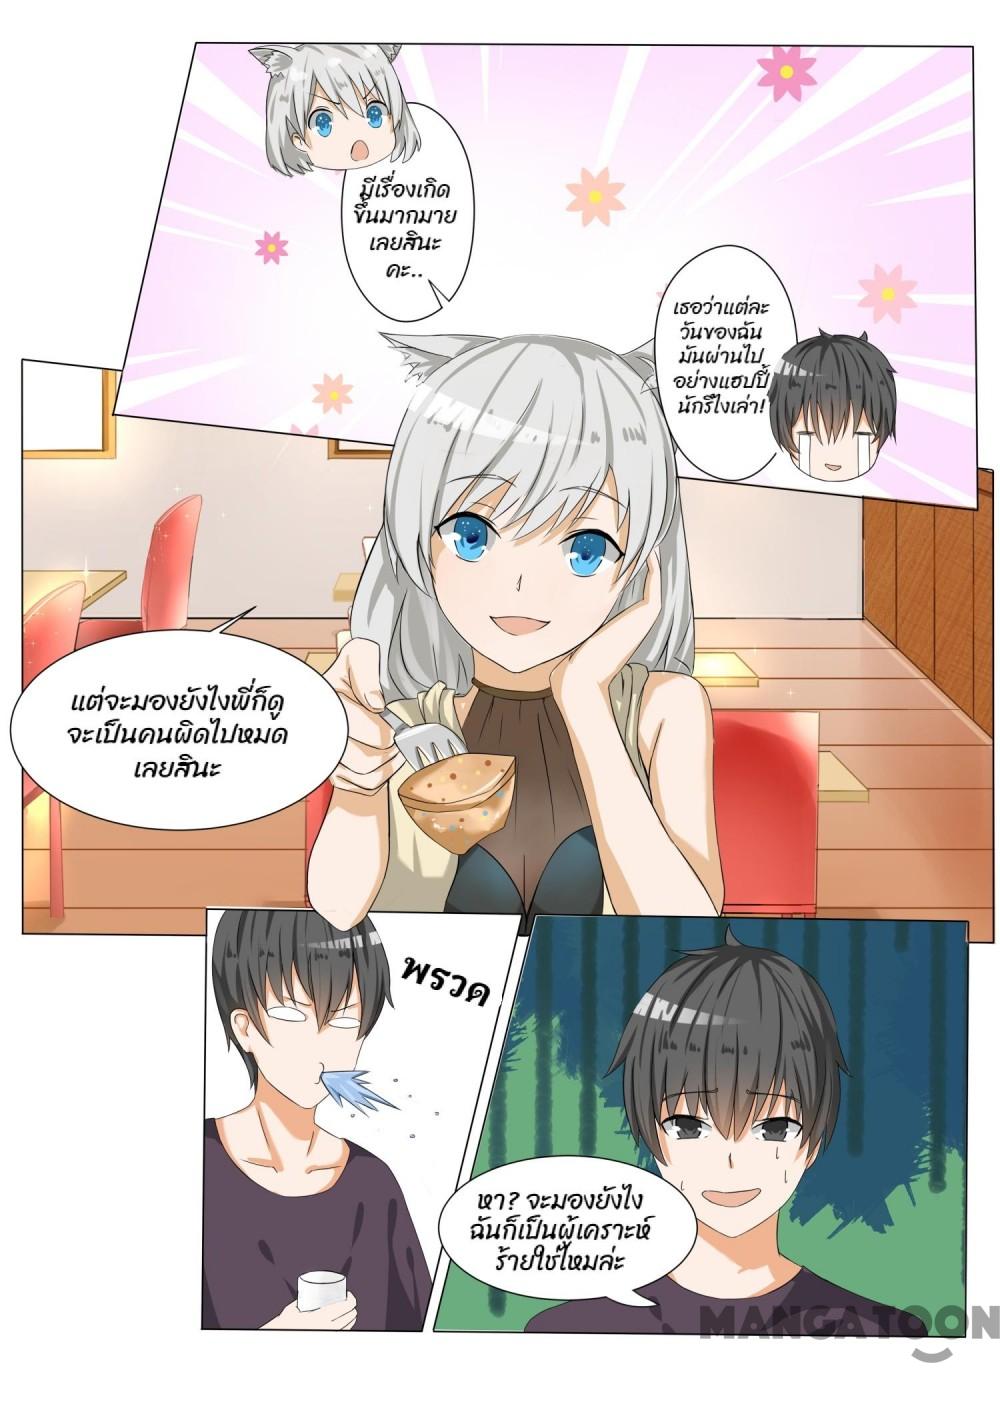 มีเรื่องเกิด
ขึ้นมากมาย
เลยสินะ
คะ..
เธอว่าแต่ละ
วันของฉัน
มันผ่านไป
อย่างแฮปปี้
นักรึไงเล่า!
แต่จะมองยังไงพี่ก็ดู
จะเป็นคนผิดไปหมด
เลยสินะ
พรวด
หา? จะมองยังไง
ฉันก็เป็นผู้เคราะห์
ร้ายใช่ไหมล่ะ
MANGATOON